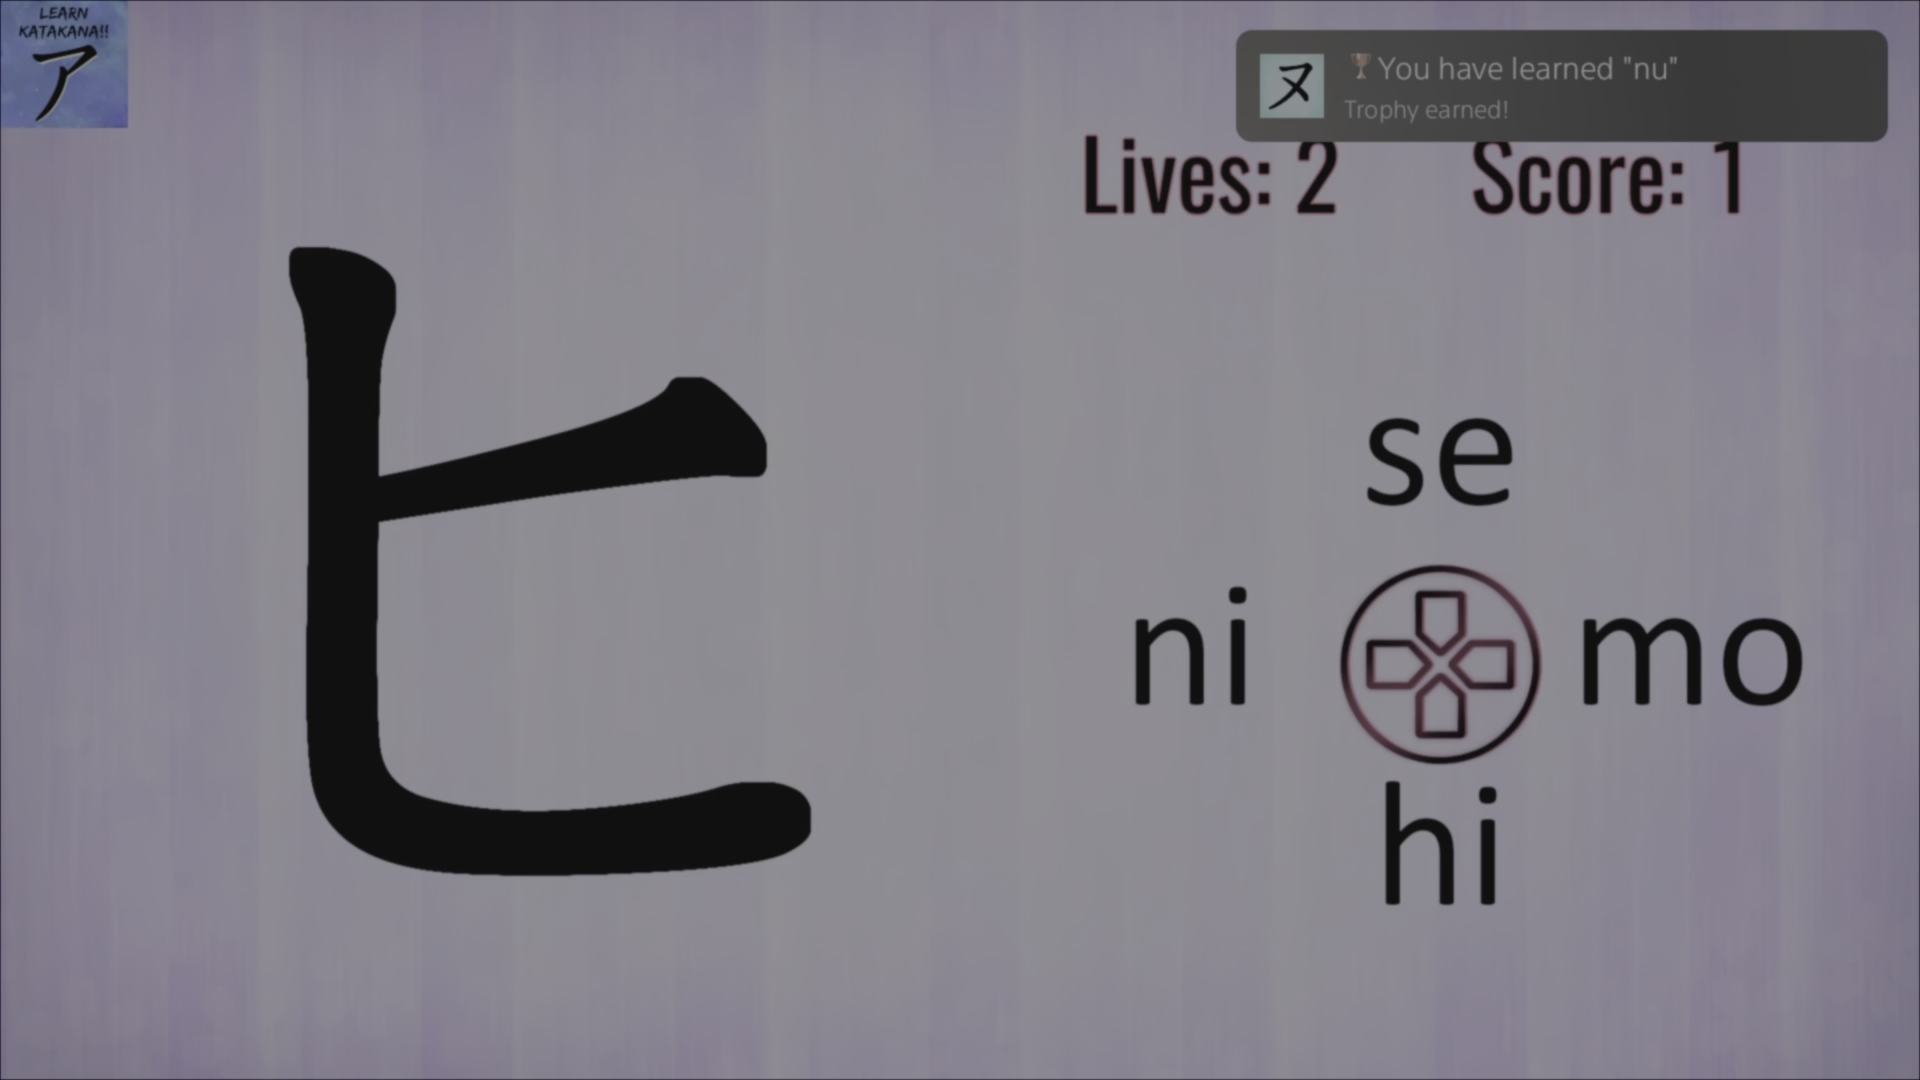 LEARN
KATAKANA!!
ア
ヌ
🏆You have learned "nu"
Trophy earned!
Lives: 2 Score: 1
ヒ
se
ni mo
hi